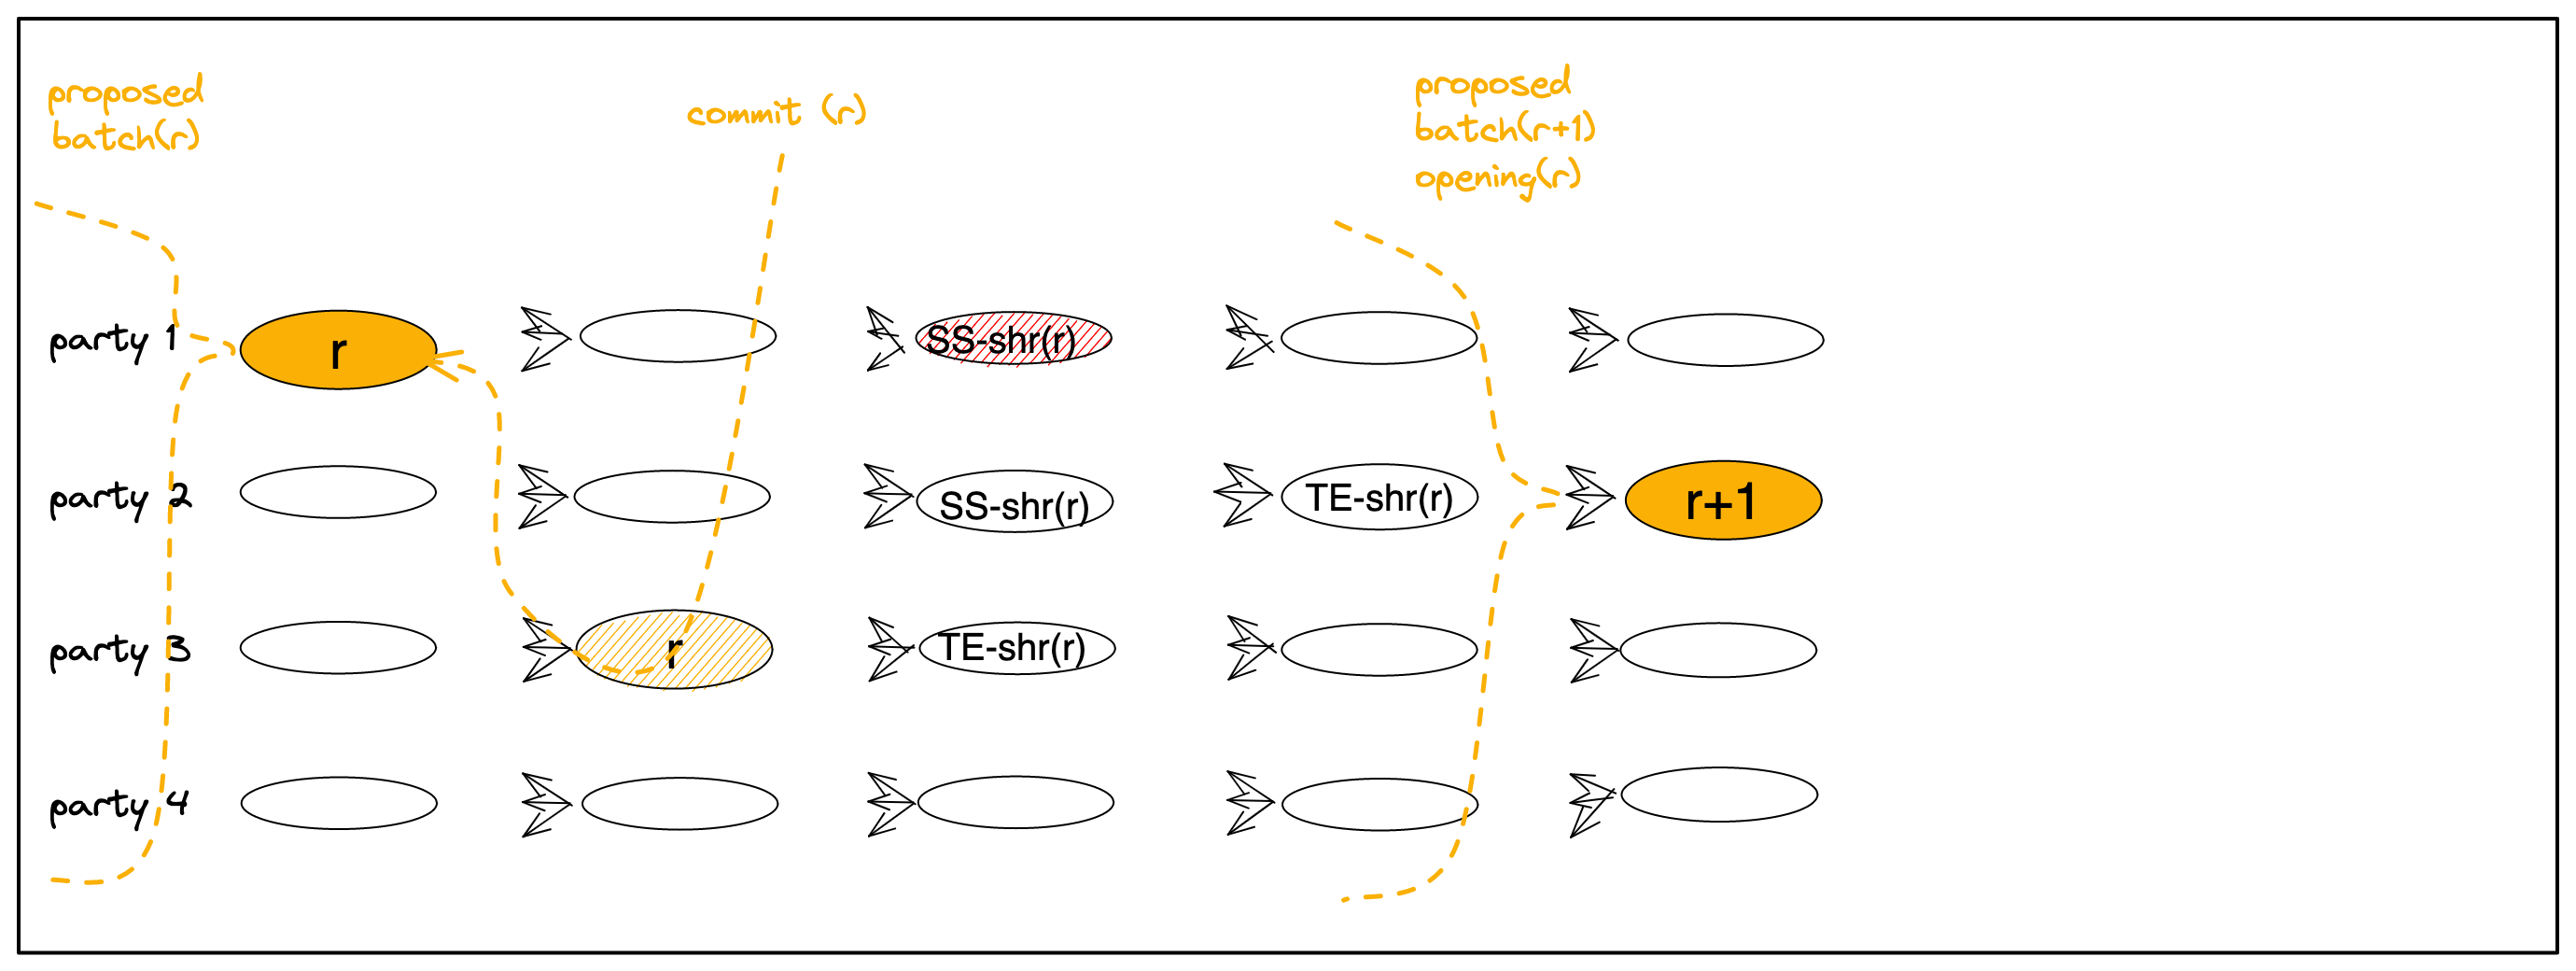 proposed
batch(r)
commit (r)
proposed
batch(r+1)
opening(r)
party 1
r
SS-shr(r)
party 2
SS-shr(r)
TE-shr(r)
r+1
party 3
r
TE-shr(r)
party 4